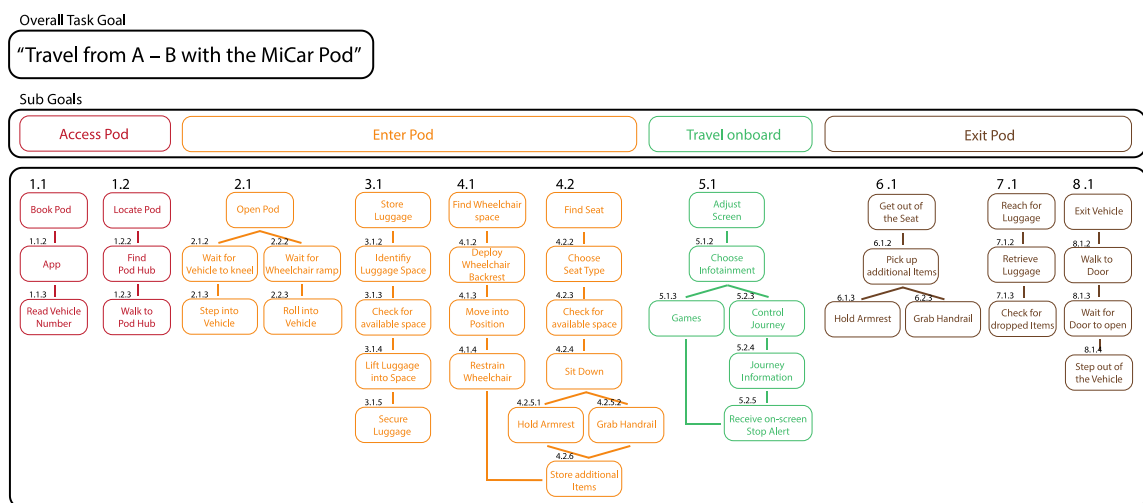 Overall Task Goal
“Travel from A – B with the MiCar Pod”
Sub Goals
Access Pod
Enter Pod
Travel onboard
Exit Pod
1.1
Book Pod
1.1.2
App
1.1.3
Read Vehicle
Number
1.2
Locate Pod
1.2.2
Find
Pod Hub
1.2.3
Walk to
Pod Hub
2.1
Open Pod
2.1.2
Wait for
Vehicle to kneel
2.1.3
Step into
Vehicle
2.2.2
Wait for
Wheelchair ramp
2.2.3
Roll into
Vehicle
3.1
Store
Luggage
3.1.2
Identifiy
Luggage Space
3.1.3
Check for
available space
3.1.4
Lift Luggage
into Space
3.1.5
Secure
Luggage
4.1
Find Wheelchair
space
4.1.2
Deploy
Wheelchair
Backrest
4.1.3
Move into
Position
4.1.4
Restrain
Wheelchair
4.2
Find Seat
4.2.2
Choose
Seat Type
4.2.3
Check for
available space
4.2.4
Sit Down
4.2.5.1
Hold Armrest
4.2.5.2
Grab Handrail
4.2.6
Store additional
Items
5.1
Adjust
Screen
5.1.2
Choose
Infotainment
5.1.3
Games
5.2.3
Control
Journey
5.2.4
Journey
Information
5.2.5
Receive on-screen
Stop Alert
6 .1
Get out of
the Seat
6.1.2
Pick up
additional Items
6.1.3
Hold Armrest
6.2.3
Grab Handrail
7 .1
Reach for
Luggage
7.1.2
Retrieve
Luggage
7.1.3
Check for
dropped Items
8 .1
Exit Vehicle
8.1.2
Walk to
Door
8.1.3
Wait for
Door to open
8.1.4
Step out of
the Vehicle